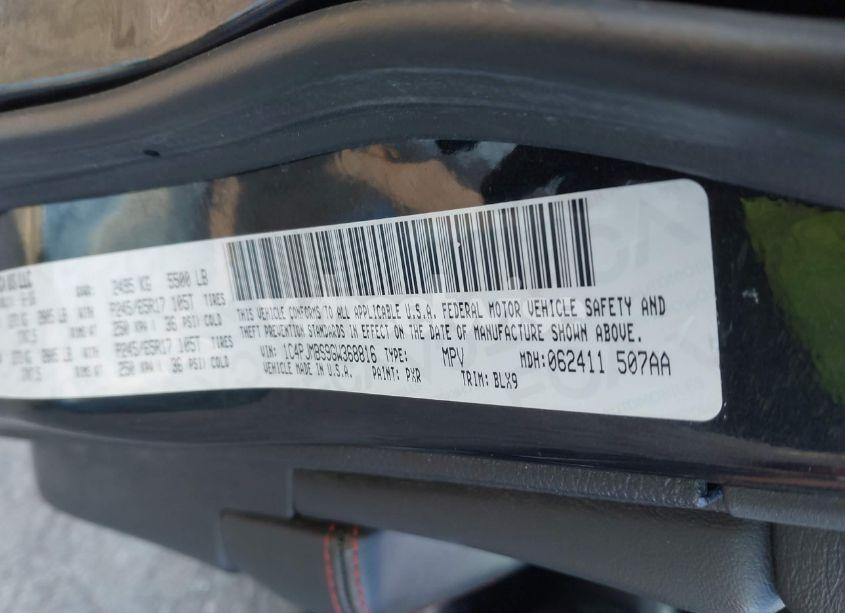 US LLC
2495 KG 5500 LB
P245/65R17 105T TIRES
250 KPA ( 36 PSI) COLD
P245/65R17 105T TIRES
250 KPA ( 36 PSI) COLD
THIS VEHICLE CONFORMS TO ALL APPLICABLE U.S.A. FEDERAL MOTOR VEHICLE SAFETY AND
THEFT PREVENTION STANDARDS IN EFFECT ON THE DATE OF MANUFACTURE SHOWN ABOVE.
VIN: 1C4PJMBS9GW368816 TYPE: MPV MDH: 062411 507AA
VEHICLE MADE IN U.S.A. PAINT: PXR TRIM: BLX9